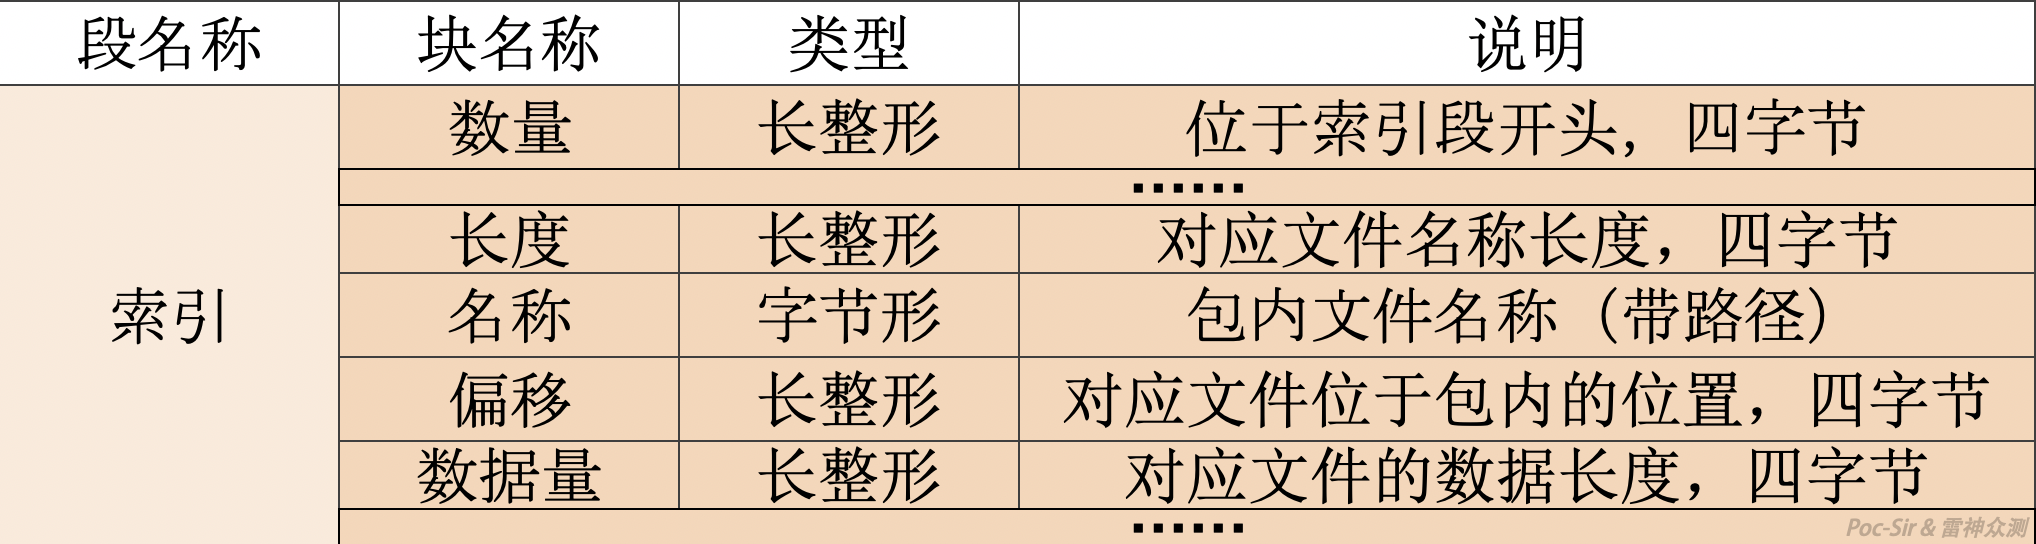 段名称 块名称 类型 说明
数量 长整形 位于索引段开头，四字节
······
长度 长整形 对应文件名称长度，四字节
索引 名称 字节形 包内文件名称（带路径）
偏移 长整形 对应文件位于包内的位置，四字节
数据量 长整形 对应文件的数据长度，四字节
······
Poc-Sir & 雷神众测